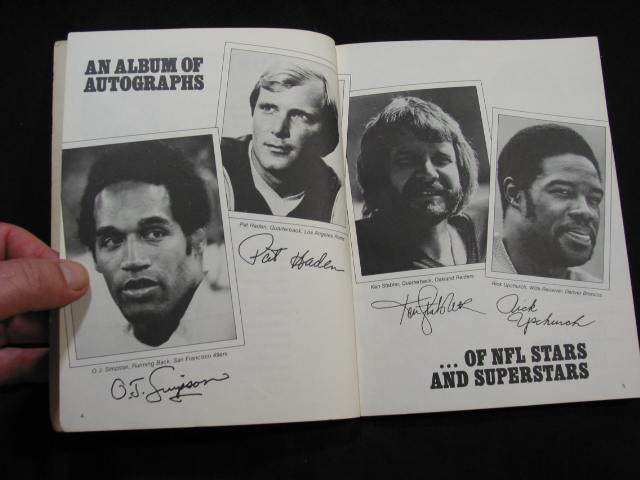 AN ALBUM OF
AUTOGRAPHS
Pat Haden, Quarterback, Los Angeles Rams
Pat Haden
O.J. Simpson, Running Back, San Francisco 49ers
O.J. Simpson
4
Ken Stabler, Quarterback, Oakland Raiders
Ken Stabler
Rick Upchurch, Wide Receiver, Denver Broncos
Rick
Upchurch
... OF NFL STARS
AND SUPERSTARS
5